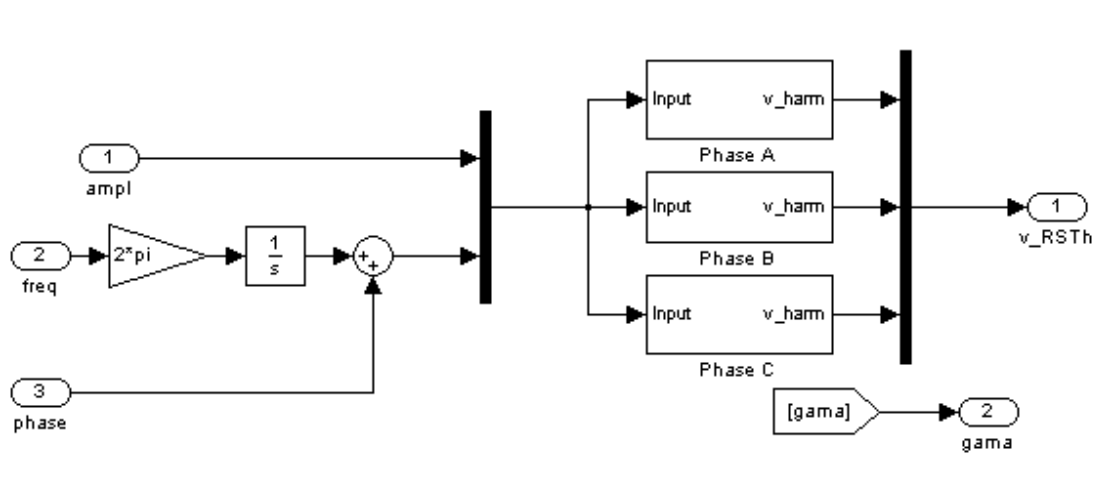 1
ampl
2
freq
2*pi
1
s
+
+
3
phase
Input v_harm
Phase A
Input v_harm
Phase B
Input v_harm
Phase C
1
v_RSTh
[gama]
2
gama